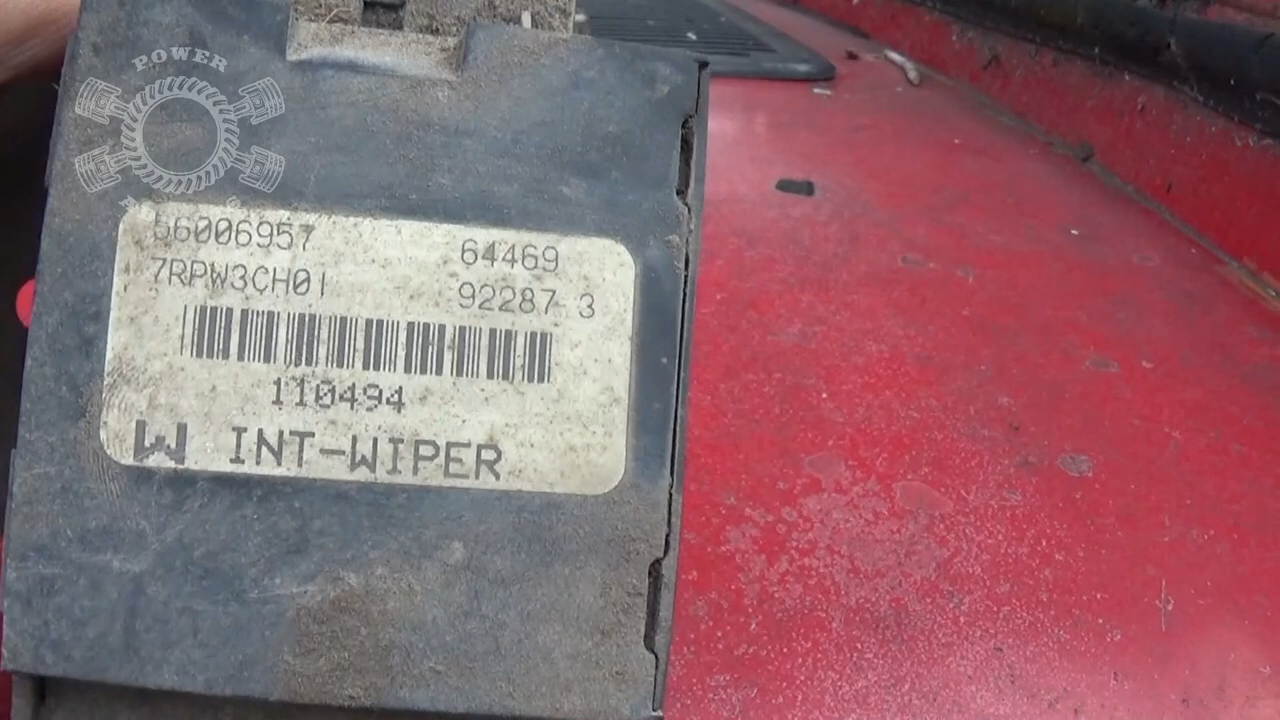 POWER
56006957 64469
7RPW3CH01 92287 3
110494
W INT-WIPER